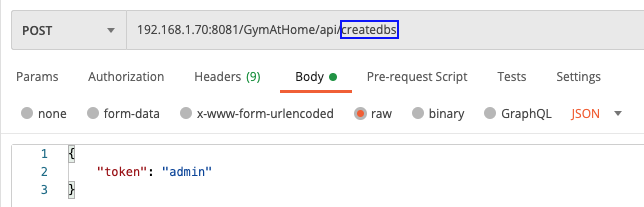 POST 192.168.1.70:8081/GymAtHome/api/createdbs
Params Authorization Headers (9) Body Pre-request Script Tests Settings
none form-data x-www-form-urlencoded raw binary GraphQL JSON
1 {
2 "token": "admin"
3 }